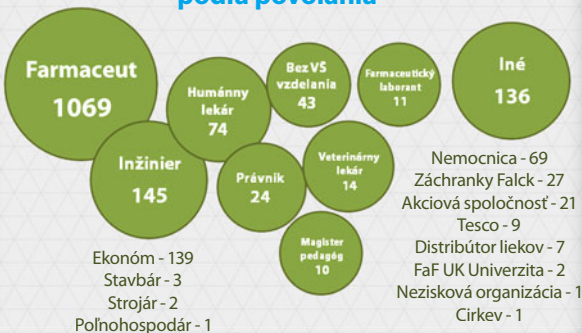 podľa povolania
Farmaceut
1069
Humánny
lekár
74
Bez VŠ
vzdelania
43
Farmaceutický
laborant
11
Iné
136
Inžinier
145
Právnik
24
Veterinárny
lekár
14
Magister
pedagóg
10
Ekonóm - 139
Stavbár - 3
Strojár - 2
Poľnohospodár - 1
Nemocnica - 69
Záchranky Falck - 27
Akciová spoločnosť - 21
Tesco - 9
Distribútor liekov - 7
FaF UK Univerzita - 2
Nezisková organizácia - 1
Cirkev - 1